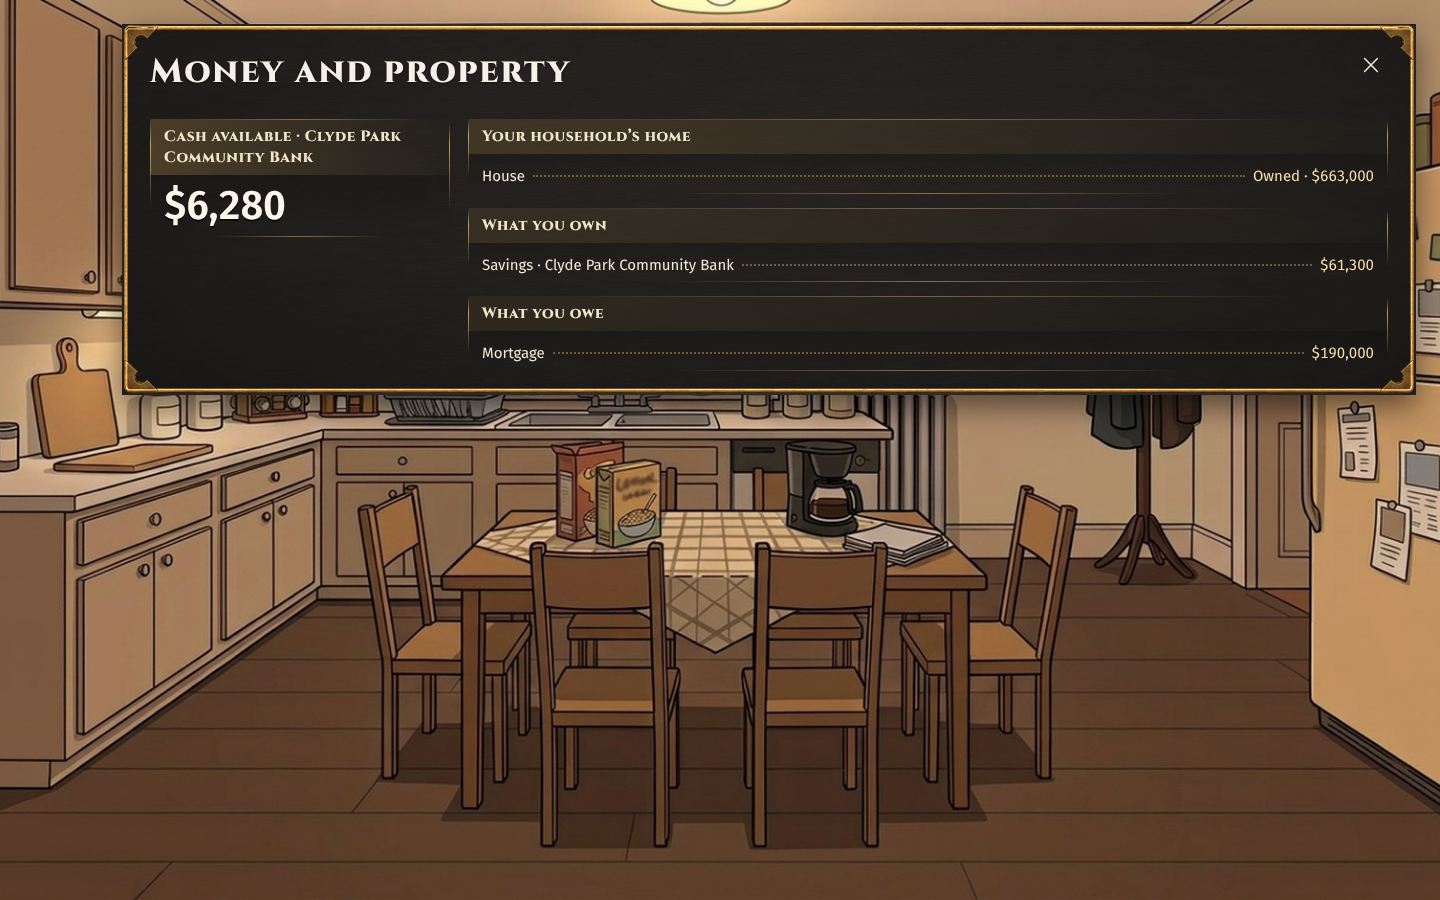 Money and property
Cash available · Clyde Park
Community Bank
$6,280
Your household's home
House Owned · $663,000
What you own
Savings · Clyde Park Community Bank $61,300
What you owe
Mortgage $190,000